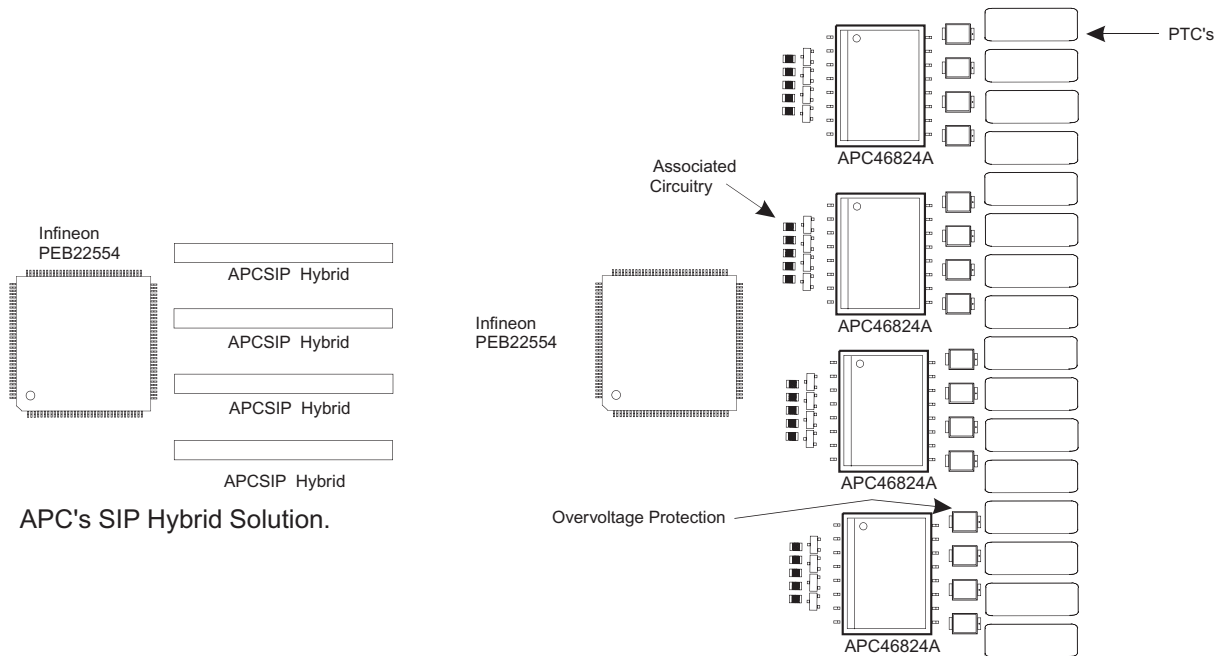 Infineon
PEB22554
APCSIP Hybrid
APCSIP Hybrid
APCSIP Hybrid
APCSIP Hybrid
APC's SIP Hybrid Solution.
PTC's
APC46824A
Associated
Circuitry
APC46824A
Infineon
PEB22554
APC46824A
Overvoltage Protection
APC46824A